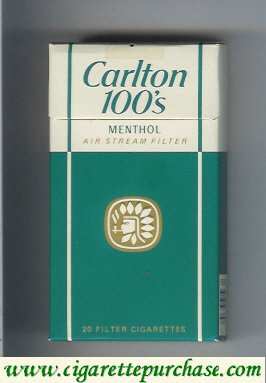 Carlton
100's
MENTHOL
AIR STREAM FILTER
20 FILTER CIGARETTES
www.cigarettepurchase.com